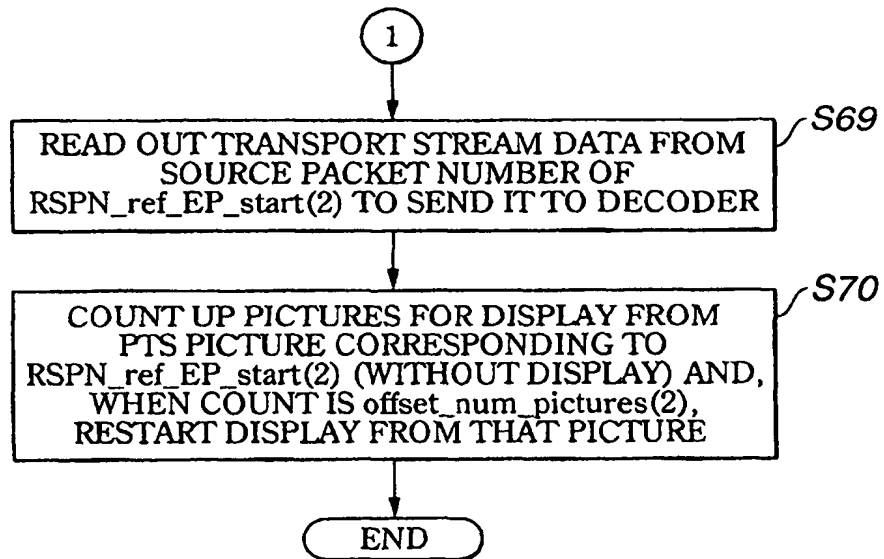 1
S69
READ OUT TRANSPORT STREAM DATA FROM
SOURCE PACKET NUMBER OF
RSPN_ref_EP_start(2) TO SEND IT TO DECODER
S70
COUNT UP PICTURES FOR DISPLAY FROM
PTS PICTURE CORRESPONDING TO
RSPN_ref_EP_start(2) (WITHOUT DISPLAY) AND,
WHEN COUNT IS offset_num_pictures(2),
RESTART DISPLAY FROM THAT PICTURE
END